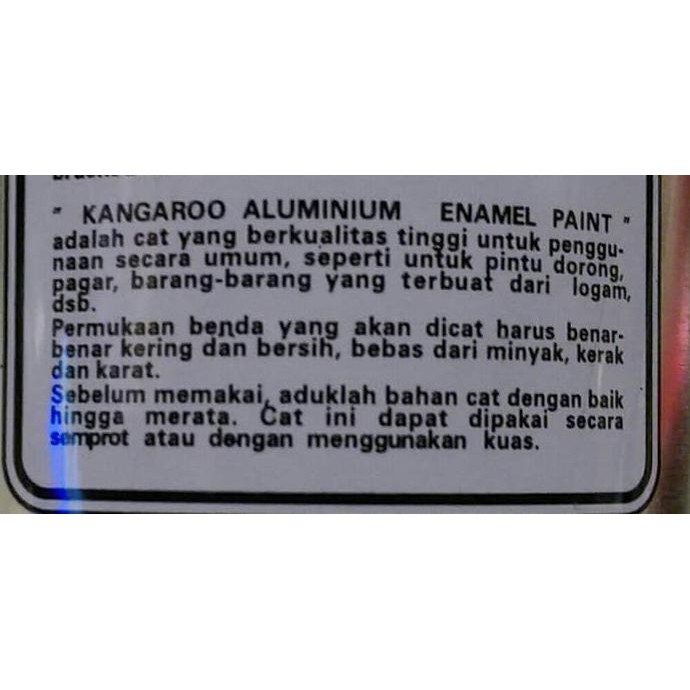 " KANGAROO ALUMINIUM ENAMEL PAINT "
adalah cat yang berkualitas tinggi untuk penggu-
naan secara umum, seperti untuk pintu dorong,
pagar, barang-barang yang terbuat dari logam,
dsb.
Permukaan benda yang akan dicat harus benar-
benar kering dan bersih, bebas dari minyak, kerak
dan karat.
Sebelum memakai, aduklah bahan cat dengan baik
hingga merata. Cat ini dapat dipakai secara
semprot atau dengan menggunakan kuas.